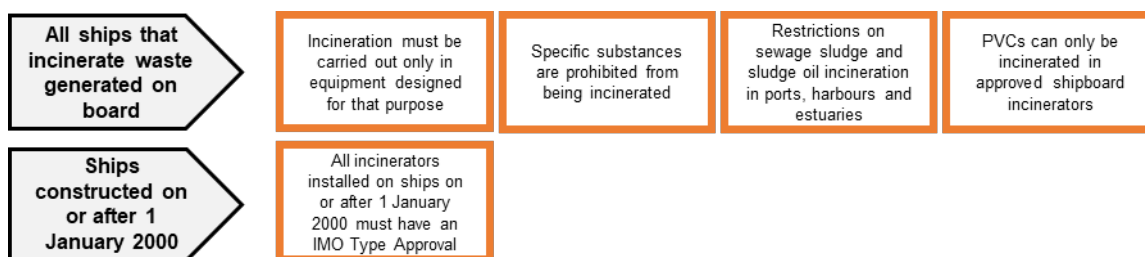 All ships that
incinerate waste
generated on
board
Incineration must be
carried out only in
equipment designed
for that purpose
Specific substances
are prohibited from
being incinerated
Restrictions on
sewage sludge and
sludge oil incineration
in ports, harbours and
estuaries
PVCs can only be
incinerated in
approved shipboard
incinerators
Ships
constructed on
or after 1
January 2000
All incinerators
installed on ships on
or after 1 January
2000 must have an
IMO Type Approval